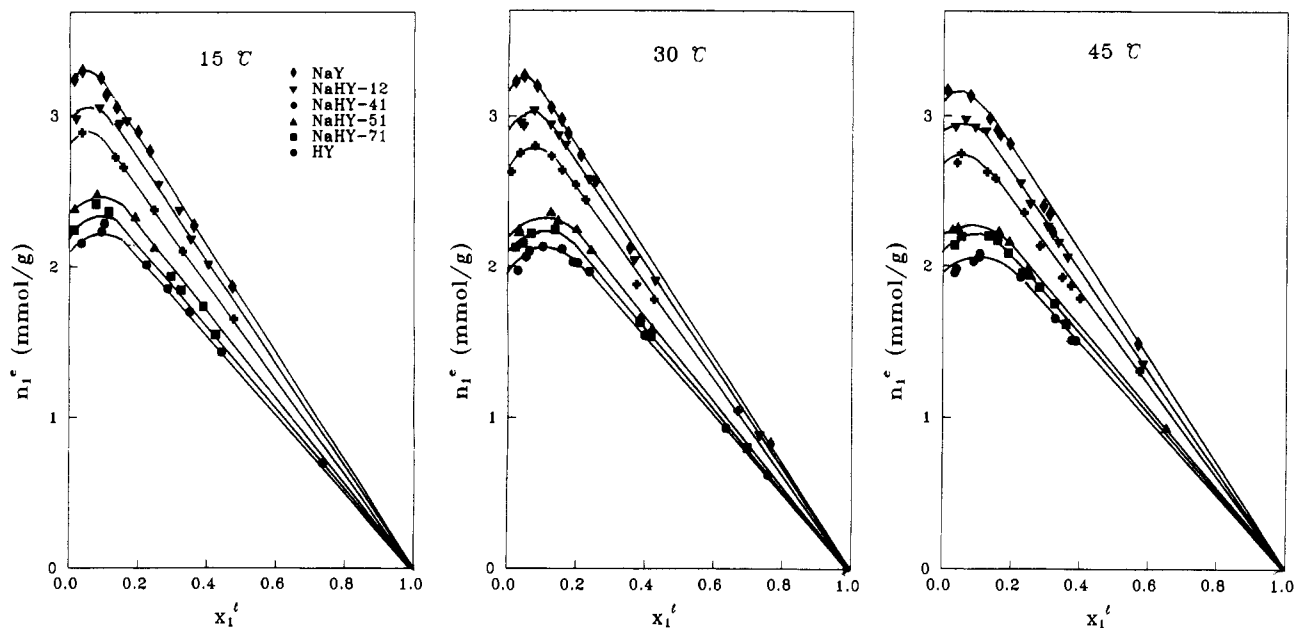 15 ℃
NaY
NaHY-12
NaHY-41
NaHY-51
NaHY-71
HY
n₁ᵉ (mmol/g)
3
2
1
0
0.0 0.2 0.4 0.6 0.8 1.0
x₁ˡ
30 ℃
n₁ᵉ (mmol/g)
3
2
1
0
0.0 0.2 0.4 0.6 0.8 1.0
x₁ˡ
45 ℃
n₁ᵉ (mmol/g)
3
2
1
0
0.0 0.2 0.4 0.6 0.8 1.0
x₁ˡ